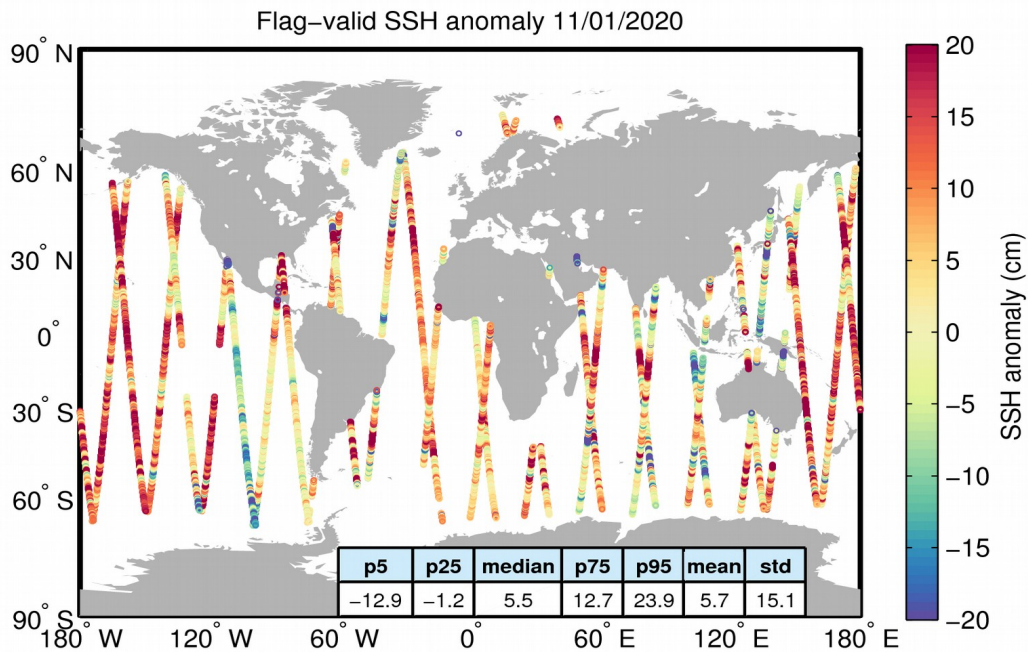 Flag−valid SSH anomaly 11/01/2020
90° N
60° N
30° N
0°
30° S
60° S
90° S
180° W
120° W
60° W
0°
60° E
120° E
180° E
p5 p25 median p75 p95 mean std
−12.9 −1.2 5.5 12.7 23.9 5.7 15.1
20
15
10
5
0
−5
−10
−15
−20
SSH anomaly (cm)